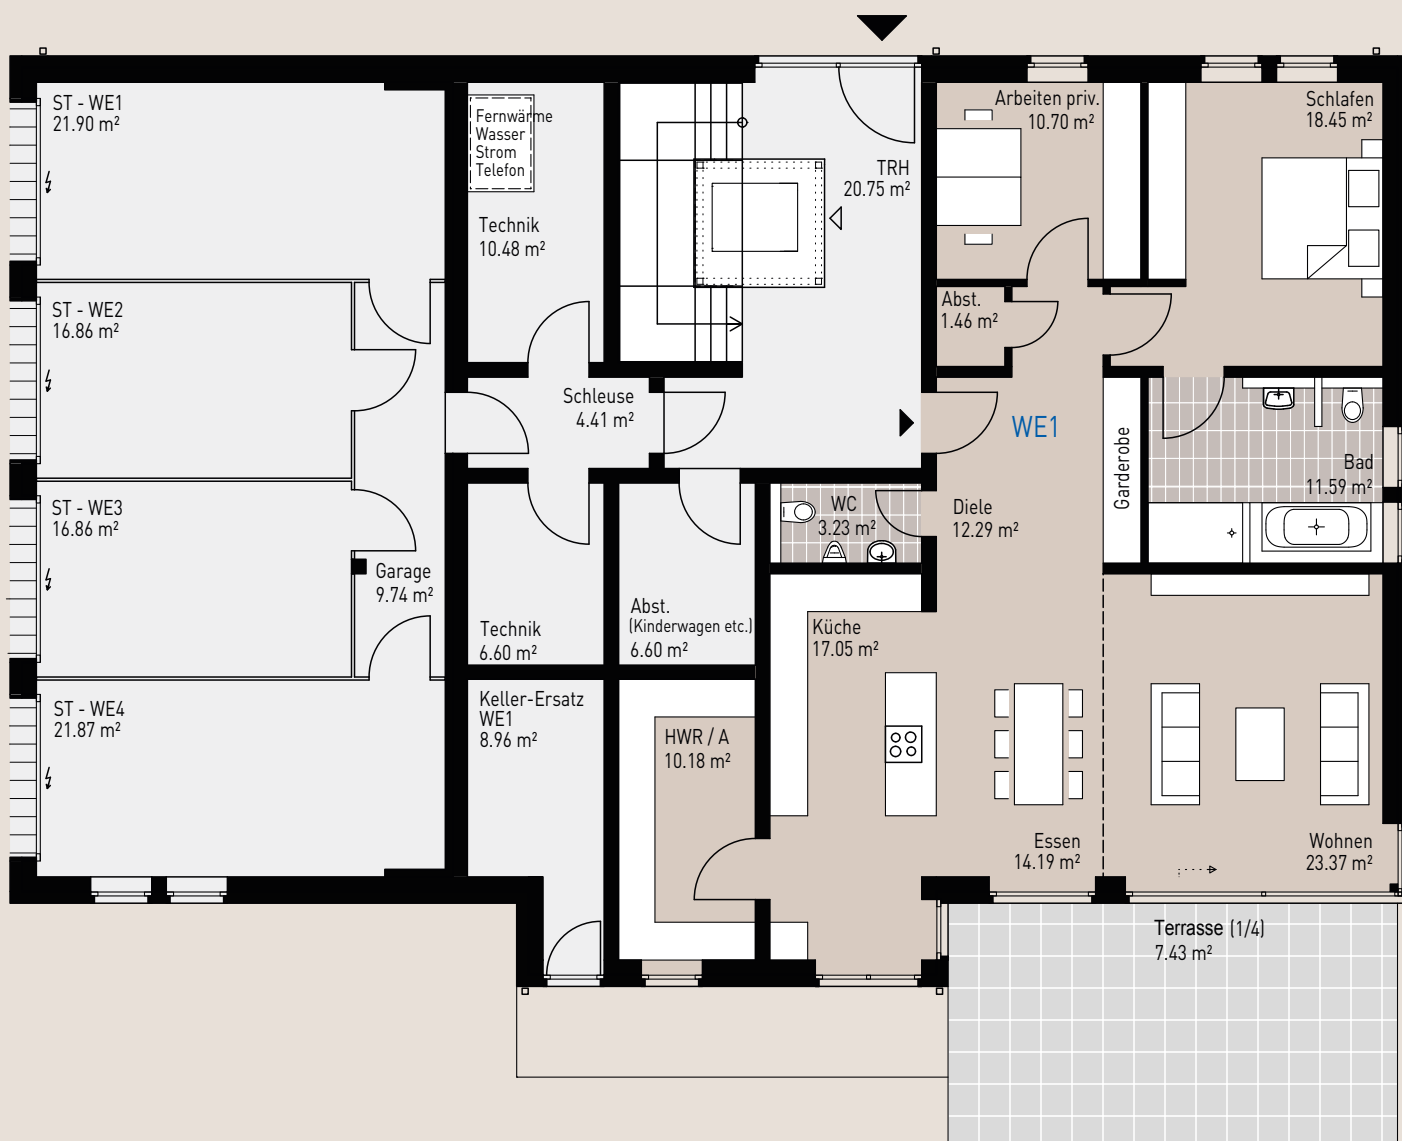 ST - WE1
21.90 m²
ST - WE2
16.86 m²
ST - WE3
16.86 m²
Garage
9.74 m²
ST - WE4
21.87 m²
Fernwärme
Wasser
Strom
Telefon
Technik
10.48 m²
TRH
20.75 m²
Schleuse
4.41 m²
Technik
6.60 m²
Abst.
(Kinderwagen etc.)
6.60 m²
Keller-Ersatz
WE1
8.96 m²
HWR / A
10.18 m²
Arbeiten priv.
10.70 m²
Schlafen
18.45 m²
Abst.
1.46 m²
WE1
Garderobe
Bad
11.59 m²
WC
3.23 m²
Diele
12.29 m²
Küche
17.05 m²
Essen
14.19 m²
Wohnen
23.37 m²
Terrasse (1/4)
7.43 m²